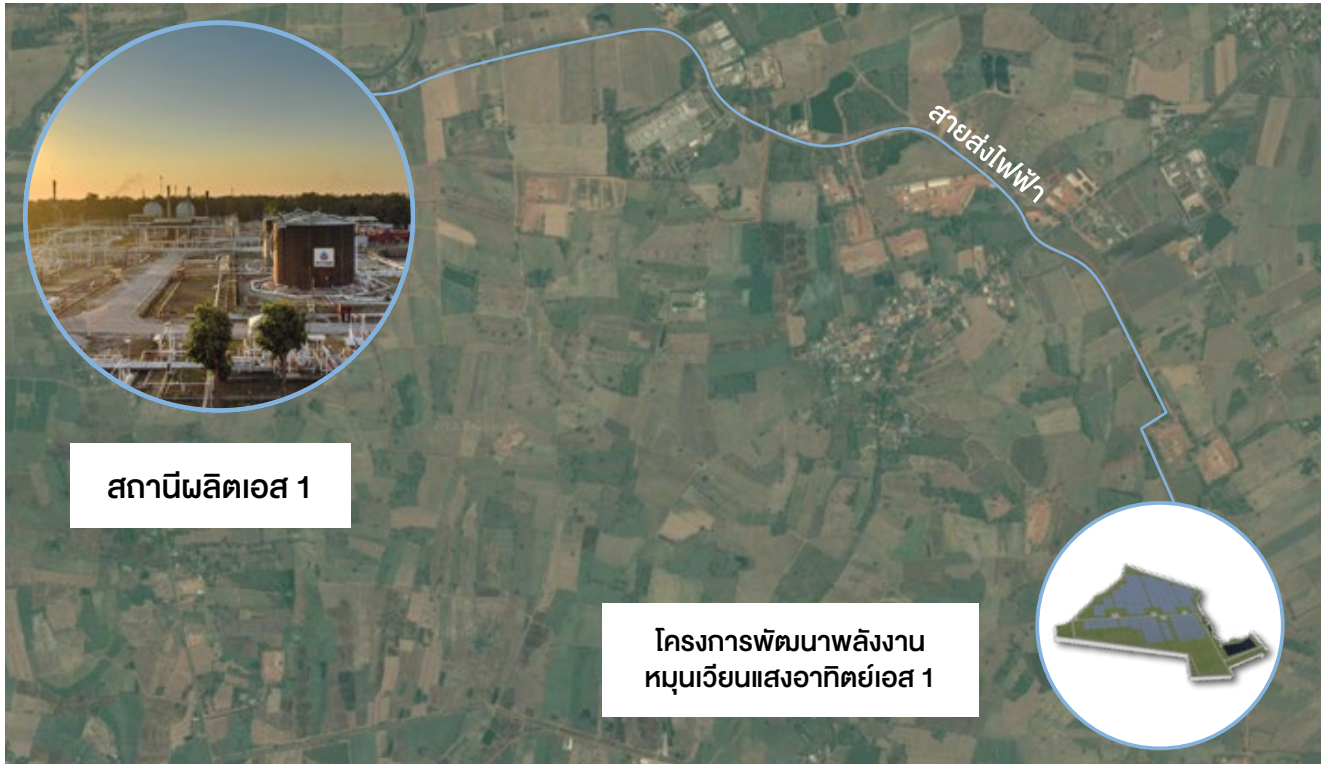 สายส่งไฟฟ้า
สถานีผลิตเอส 1
โครงการพัฒนาพลังงาน
หมุนเวียนแสงอาทิตย์เอส 1